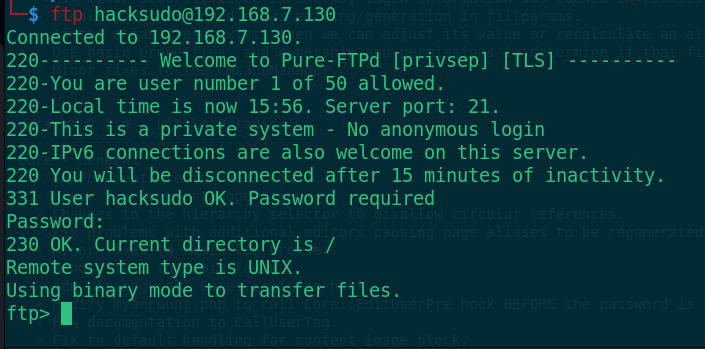 └─$ ftp hacksudo@192.168.7.130
Connected to 192.168.7.130.
220---------- Welcome to Pure-FTPd [privsep] [TLS] ----------
220-You are user number 1 of 50 allowed.
220-Local time is now 15:56. Server port: 21.
220-This is a private system - No anonymous login
220-IPv6 connections are also welcome on this server.
220 You will be disconnected after 15 minutes of inactivity.
331 User hacksudo OK. Password required
Password:
230 OK. Current directory is /
Remote system type is UNIX.
Using binary mode to transfer files.
ftp>